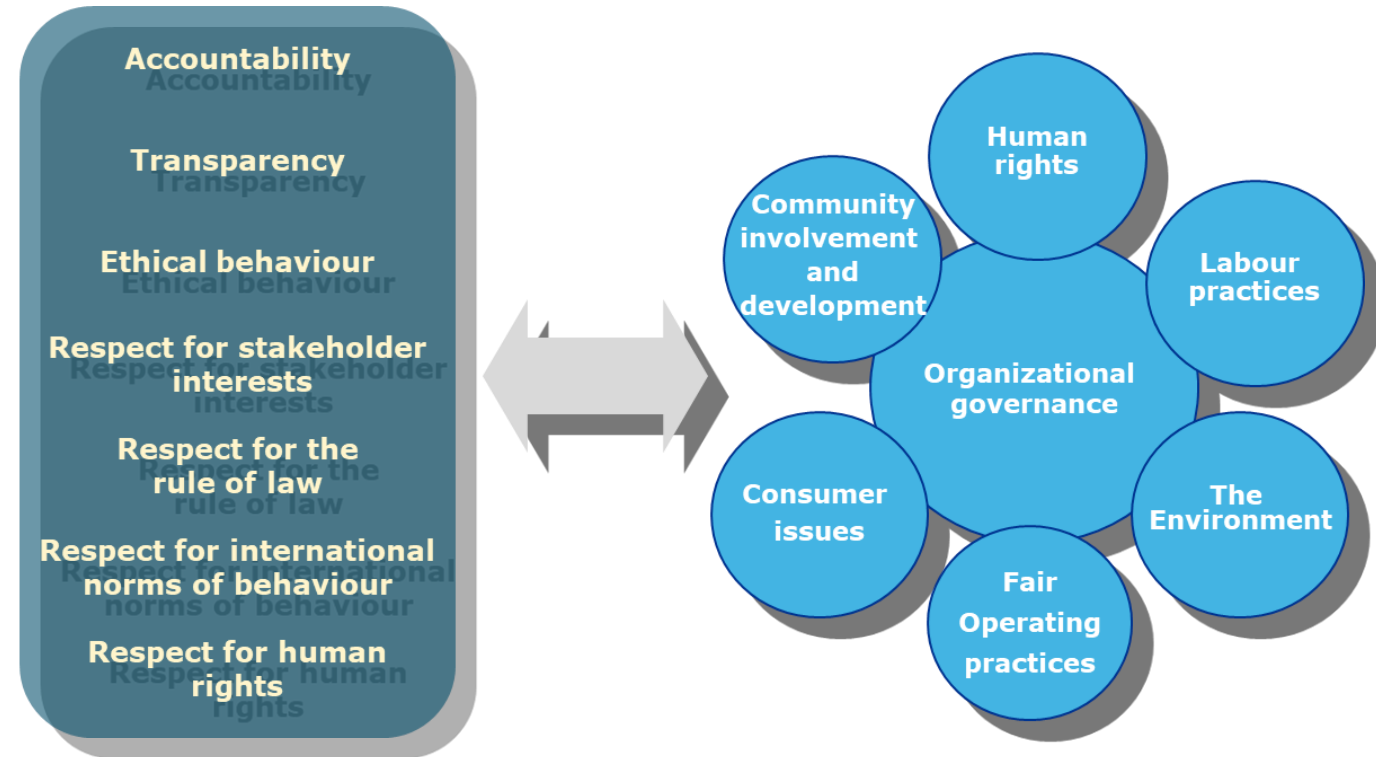 Accountability
Transparency
Ethical behaviour
Respect for stakeholder
interests
Respect for the
rule of law
Respect for international
norms of behaviour
Respect for human
rights
Human
rights
Community
involvement
and
development
Labour
practices
Organizational
governance
Consumer
issues
The
Environment
Fair
Operating
practices